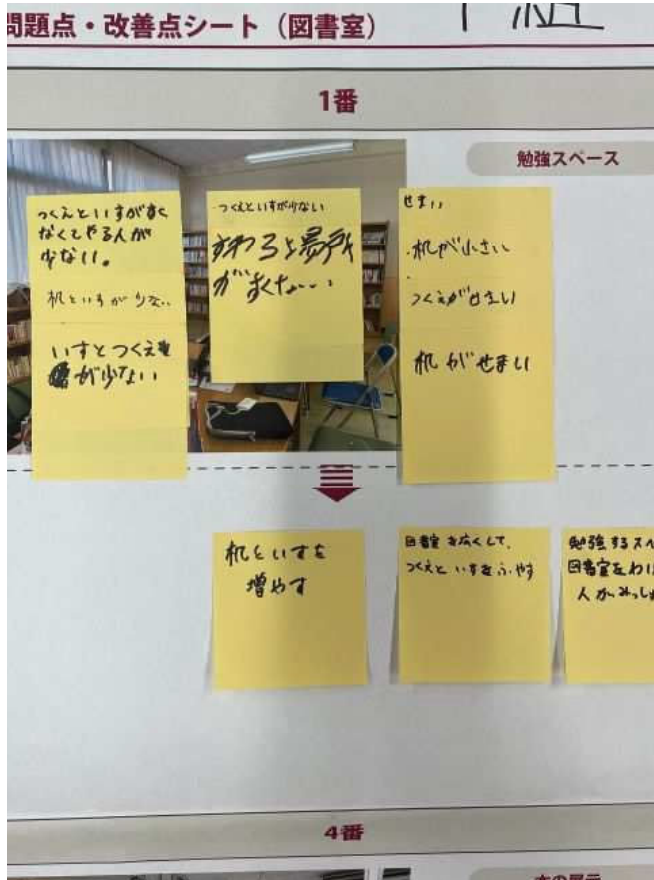 問題点・改善点シート（図書室）
組
1番
勉強スペース
つくえといすがすく
なくてやる人が
少ない。
机といすが少ない
いすとつくえ
が少ない
つくえといすが少ない
すわる場所
がすくない
せまい
・机が小さい
つくえがせまい
机がせまい
机といすを
増やす
図書室を広くして、
つくえといすをふやす
勉強するスペ
図書室をわけ
人が
4番
本の展示